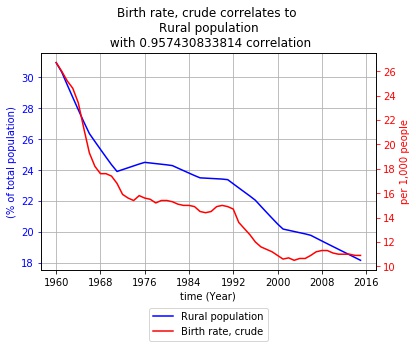 Birth rate, crude correlates to
Rural population
with 0.957430833814 correlation
(% of total population)
30
28
26
24
22
20
18
26
24
22
20
18
16
14
12
10
per 1,000 people
1960 1968 1976 1984 1992 2000 2008 2016
time (Year)
Rural population
Birth rate, crude